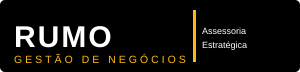 RUMO
GESTÃO DE NEGÓCIOS
Assessoria
Estratégica